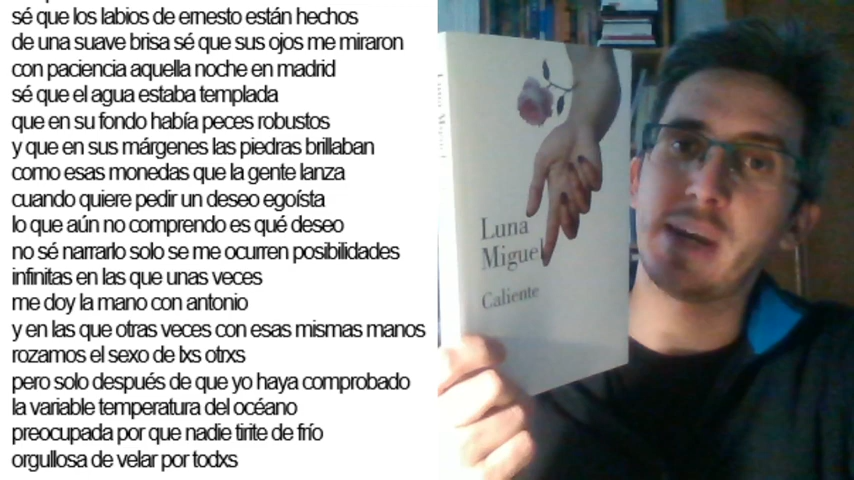 sé que los labios de ernesto están hechos
de una suave brisa sé que sus ojos me miraron
con paciencia aquella noche en madrid
sé que el agua estaba templada
que en su fondo había peces robustos
y que en sus márgenes las piedras brillaban
como esas monedas que la gente lanza
cuando quiere pedir un deseo egoísta
lo que aún no comprendo es qué deseo
no sé narrarlo solo se me ocurren posibilidades
infinitas en las que unas veces
me doy la mano con antonio
y en las que otras veces con esas mismas manos
rozamos el sexo de lxs otrxs
pero solo después de que yo haya comprobado
la variable temperatura del océano
preocupada por que nadie tirite de frío
orgullosa de velar por todxs
Luna Miguel
Luna
Miguel
Caliente